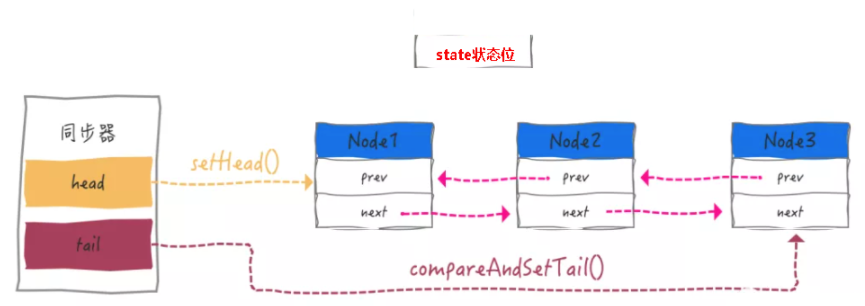 state状态位
同步器
head
tail
setHead()
Node1
prev
next
Node2
prev
next
Node3
prev
next
compareAndSetTail()